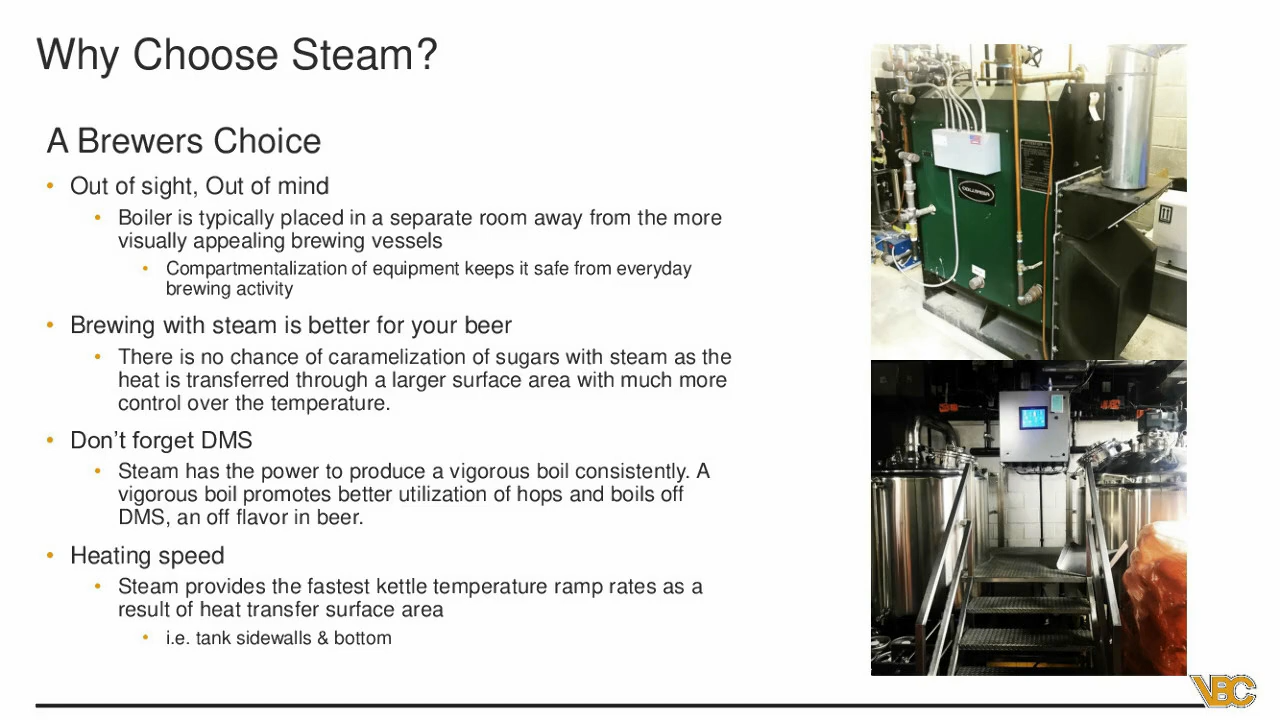 Why Choose Steam?
A Brewers Choice
• Out of sight, Out of mind
• Boiler is typically placed in a separate room away from the more
visually appealing brewing vessels
• Compartmentalization of equipment keeps it safe from everyday
brewing activity
• Brewing with steam is better for your beer
• There is no chance of caramelization of sugars with steam as the
heat is transferred through a larger surface area with much more
control over the temperature.
• Don’t forget DMS
• Steam has the power to produce a vigorous boil consistently. A
vigorous boil promotes better utilization of hops and boils off
DMS, an off flavor in beer.
• Heating speed
• Steam provides the fastest kettle temperature ramp rates as a
result of heat transfer surface area
• i.e. tank sidewalls & bottom
COLUMBIA
VBC